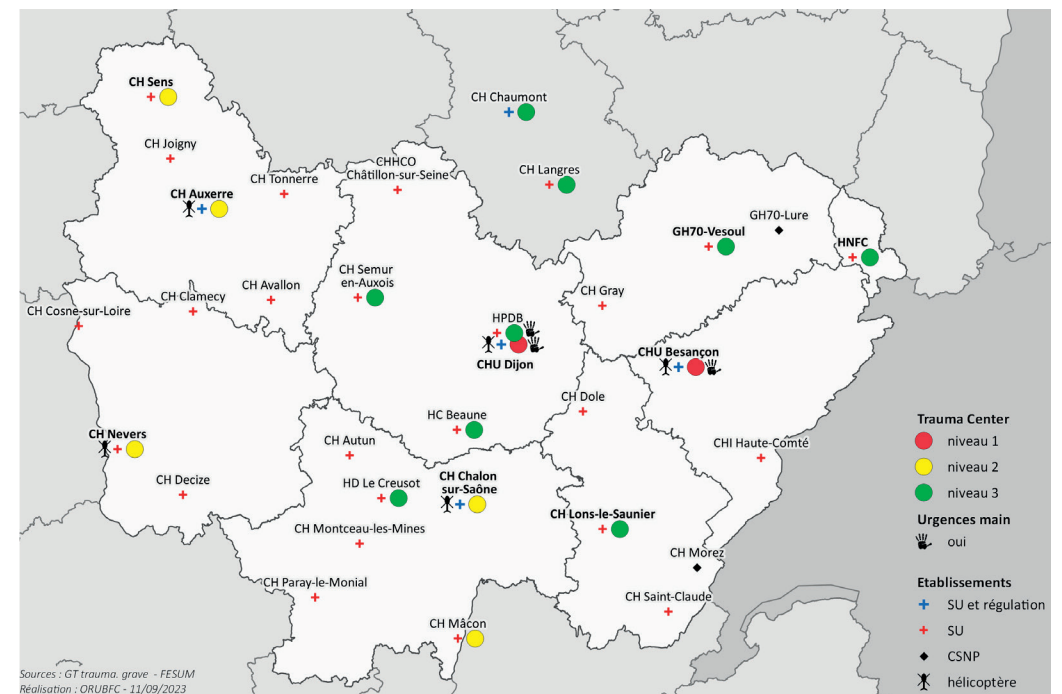 CH Sens
CH Chaumont
CH Joigny
CHHCO
Châtillon-sur-Seine
CH Langres
CH Tonnerre
CH Auxerre
GH70-Lure
GH70-Vesoul
HNFC
CH Semur
en-Auxois
CH Avallon
CH Clamecy
CH Gray
CH Cosne-sur-Loire
HPDB
CHU Dijon
CHU Besançon
CH Dole
HC Beaune
CH Nevers
CH Autun
CHI Haute-Comté
CH Decize
HD Le Creusot
CH Chalon
sur-Saône
CH Lons-le-Saunier
CH Montceau-les-Mines
CH Morez
CH Paray-le-Monial
CH Saint-Claude
CH Mâcon
Trauma Center
niveau 1
niveau 2
niveau 3
Urgences main
oui
Etablissements
SU et régulation
SU
CSNP
hélicoptère
Sources : GT trauma. grave - FESUM
Réalisation : ORUBFC - 11/09/2023